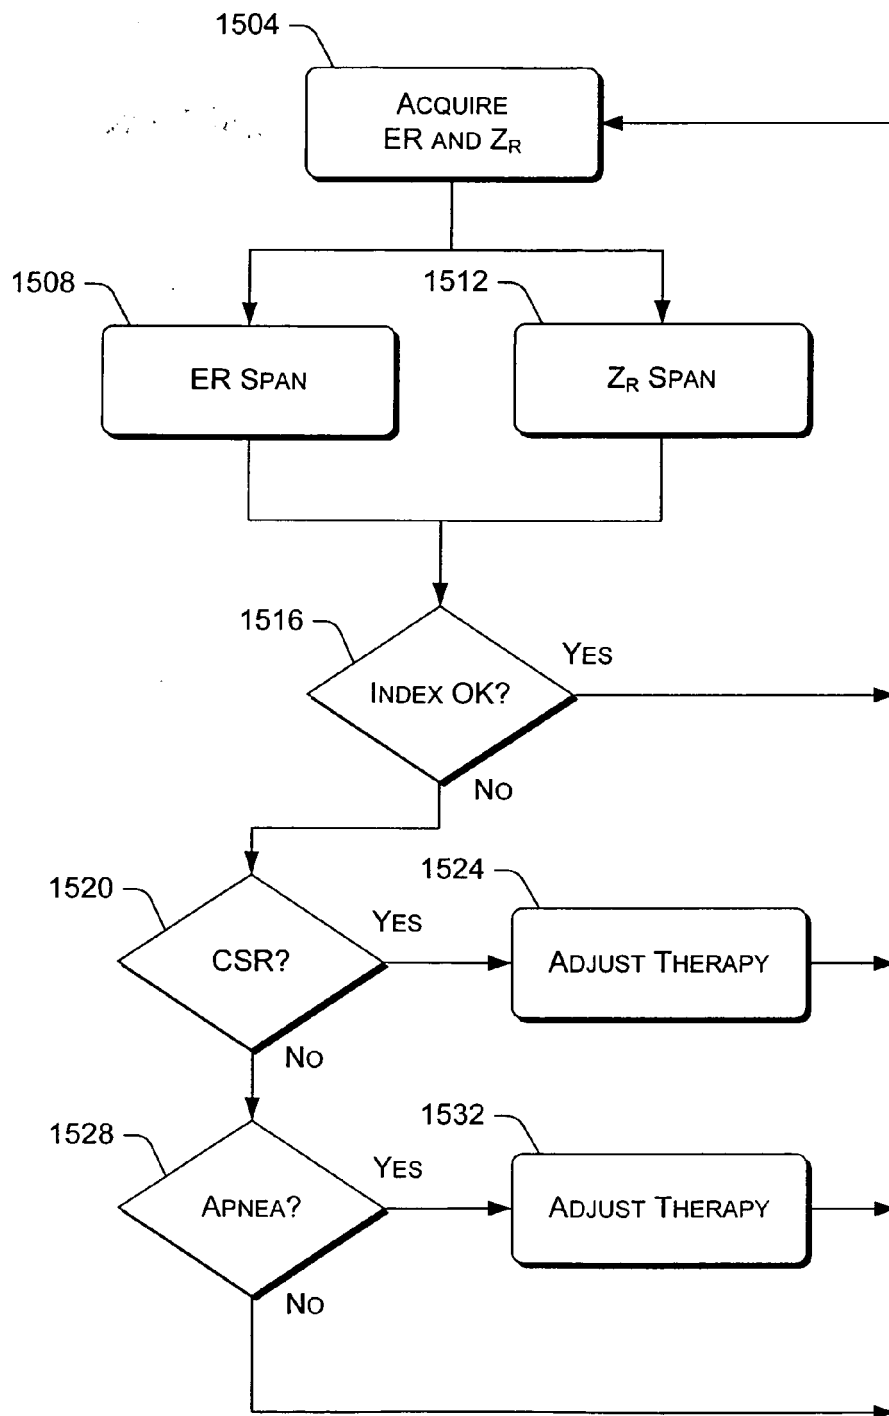 1504
ACQUIRE
ER AND ZR
1508
1512
ER SPAN
ZR SPAN
1516
YES
INDEX OK?
NO
1520
1524
YES
CSR?
ADJUST THERAPY
NO
1528
1532
YES
APNEA?
ADJUST THERAPY
NO